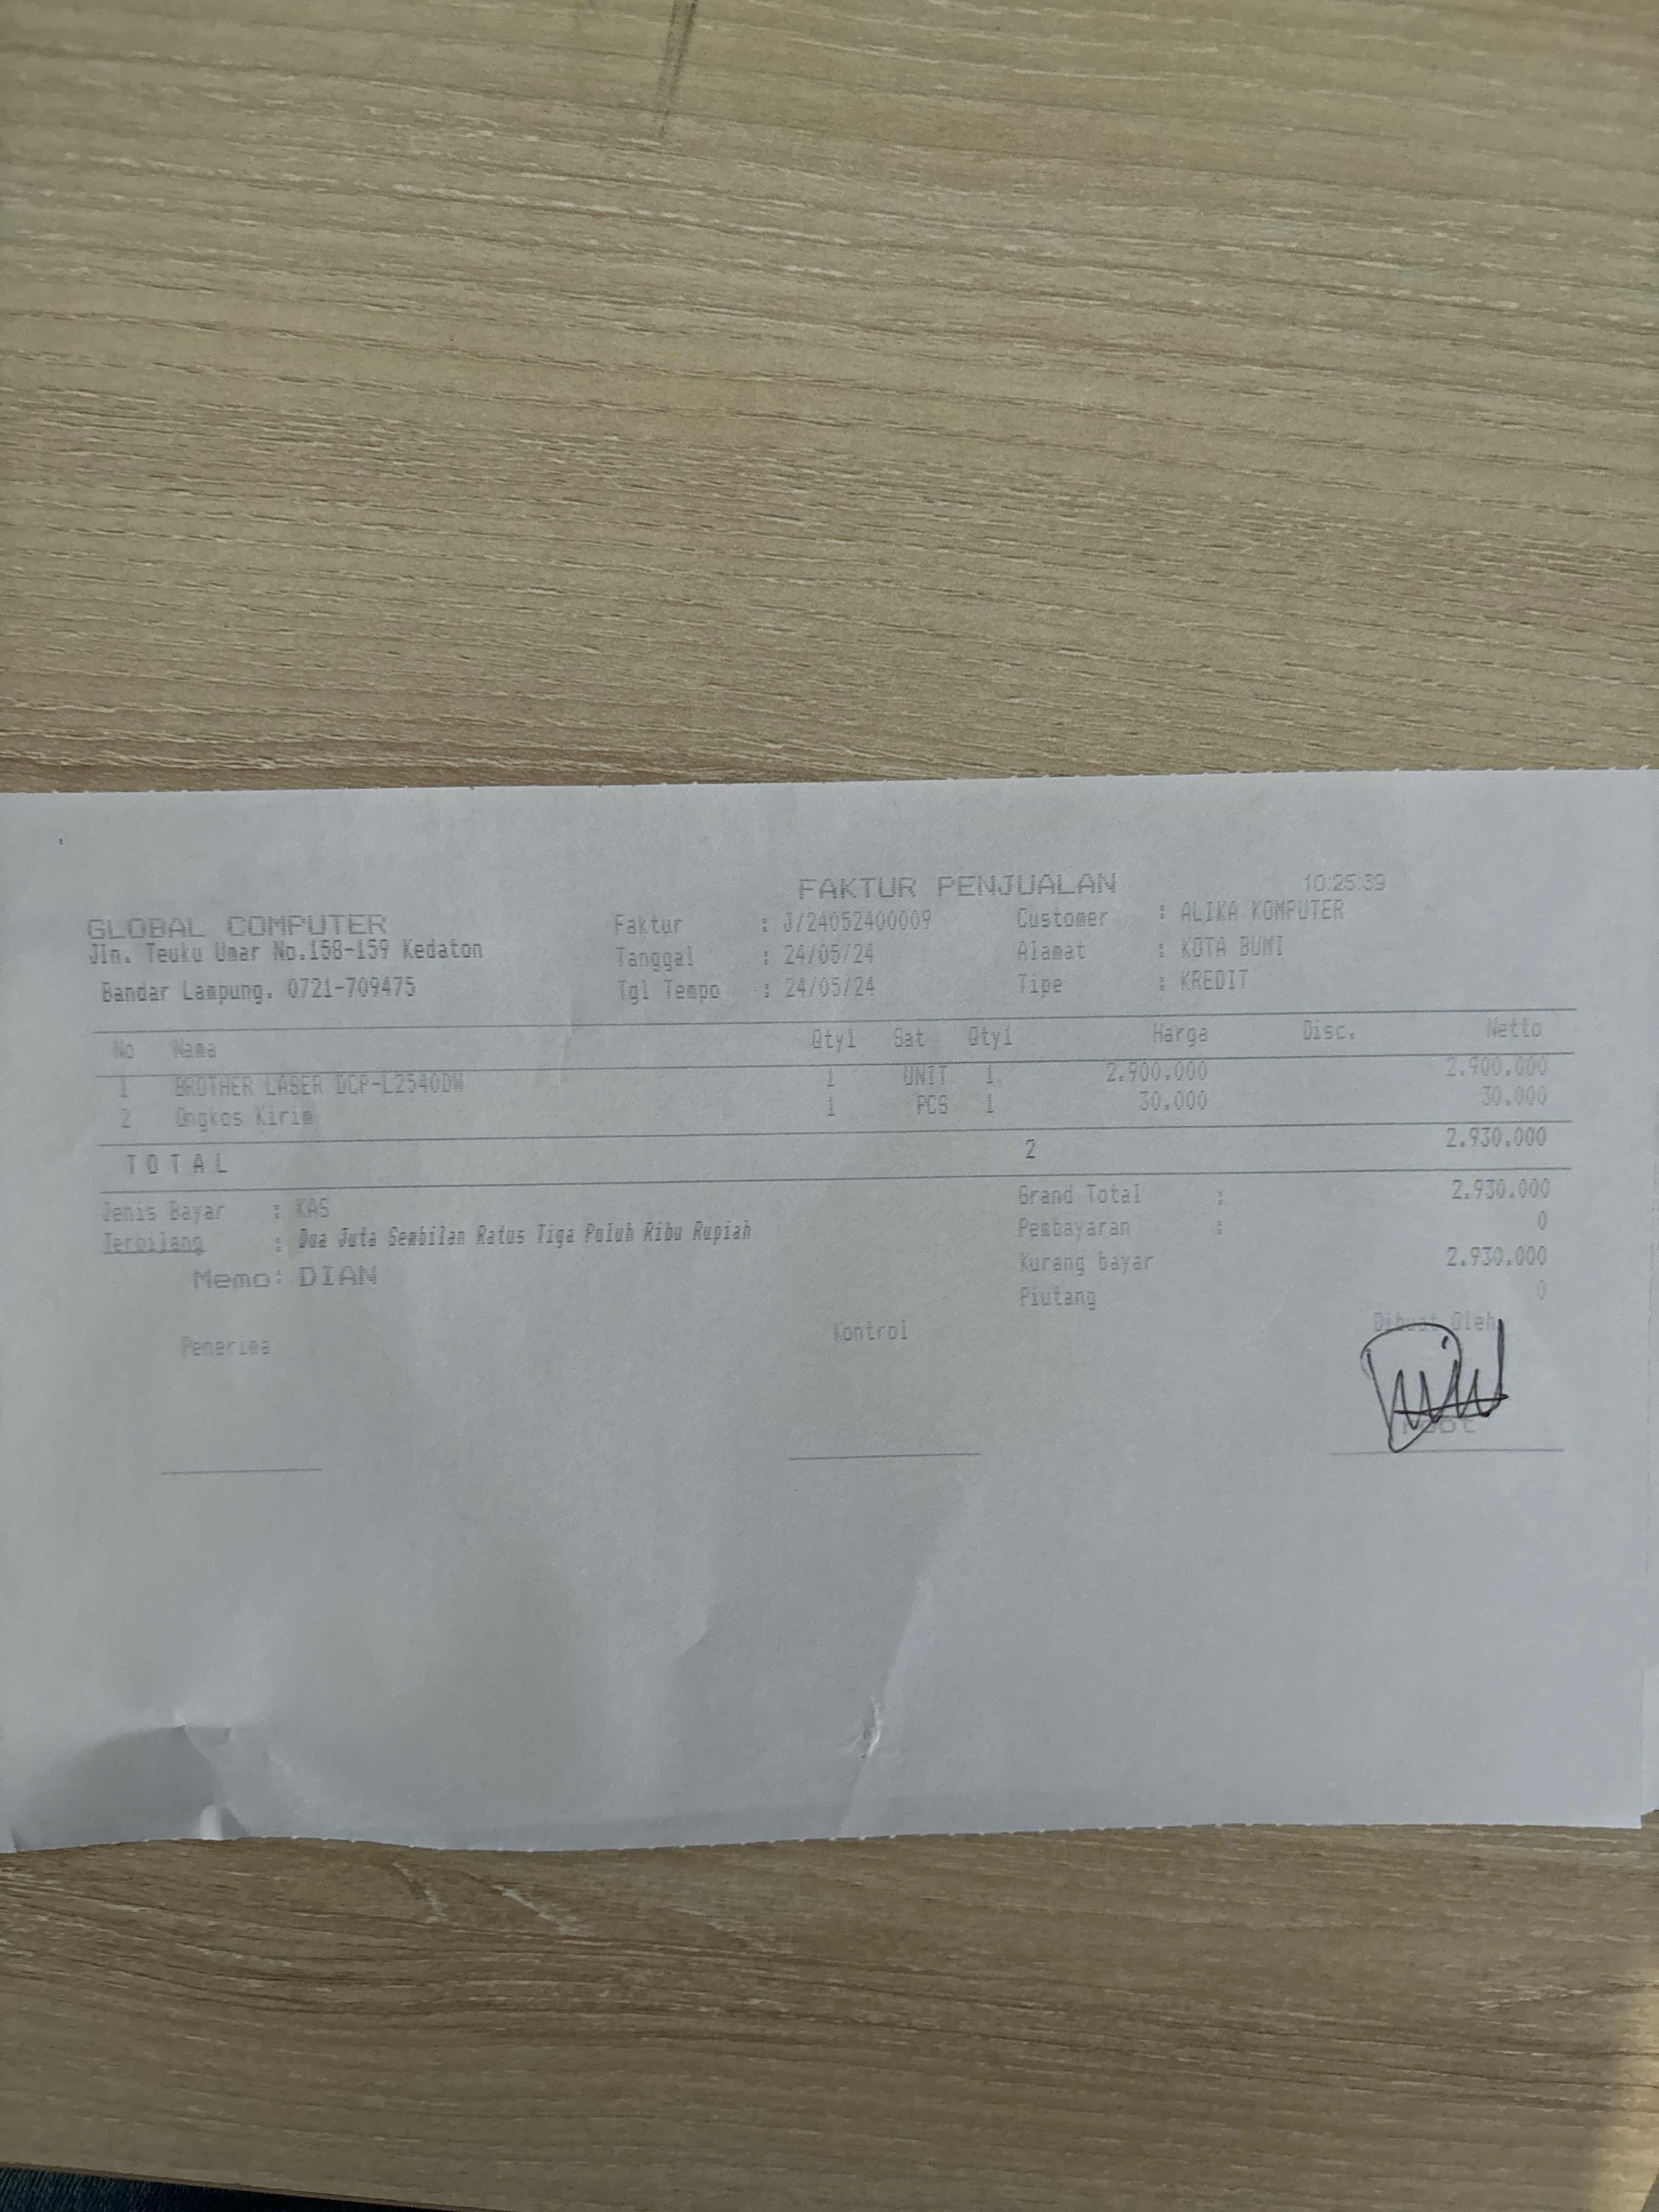 FAKTUR PENJUALAN 10:25:39
GLOBAL COMPUTER Faktur : J/24052400009 Customer : ALIKA KOMPUTER
Jln. Teuku Umar No.158-159 Kedaton Tanggal : 24/05/24 Alamat : KOTA BUMI
Bandar Lampung. 0721-709475 Tgl Tempo : 24/05/24 Tipe : KREDIT
No Nama Qty1 Sat Qty1 Harga Disc. Netto
1 BROTHER LASER DCP-L2540DW 1 UNIT 1 2.900.000 2.900.000
2 Ongkos Kirim 1 PCS 1 30.000 30.000
T O T A L 2 2.930.000
Jenis Bayar : KAS Grand Total : 2.930.000
Terbilang : Dua Juta Sembilan Ratus Tiga Puluh Ribu Rupiah Pembayaran : 0
Memo: DIAN Kurang bayar 2.930.000
Piutang 0
Penerima Kontrol Dibuat Oleh